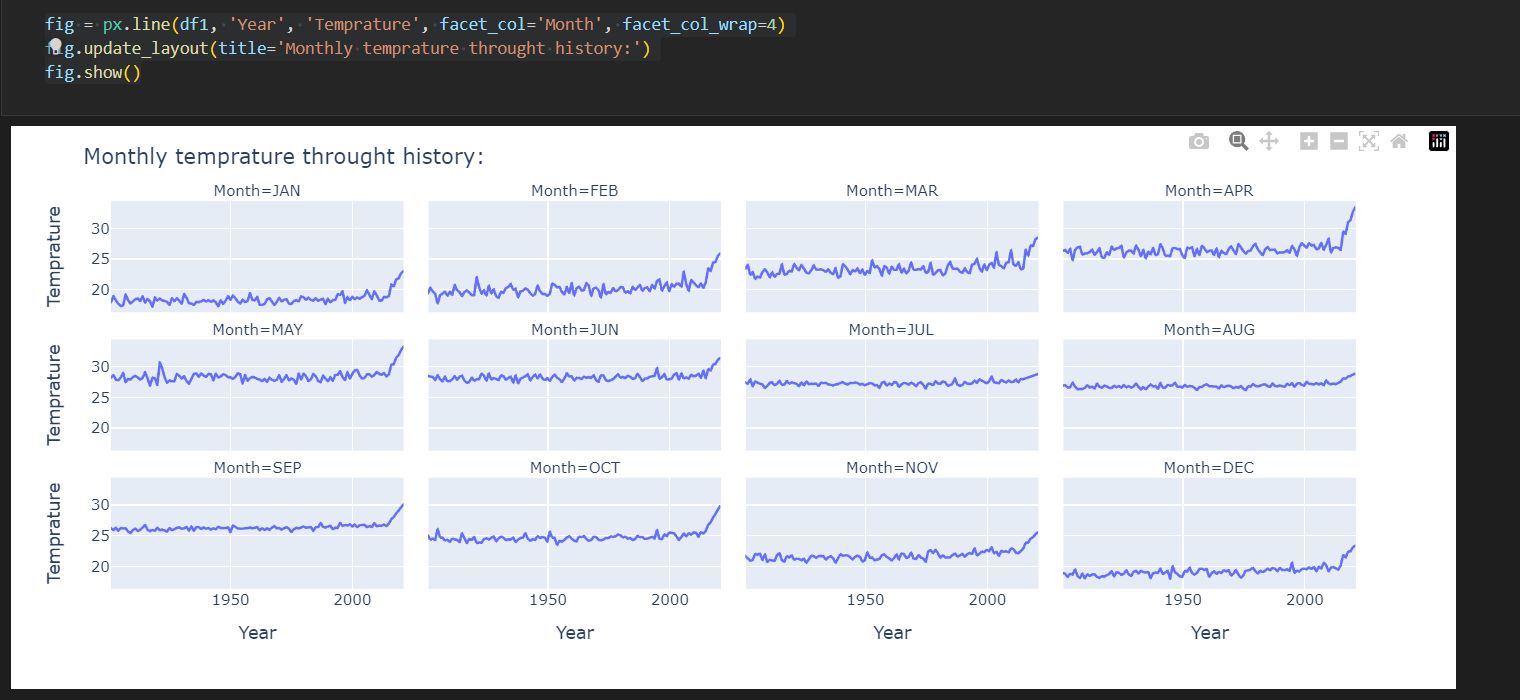 fig = px.line(df1, 'Year', 'Temprature', facet_col='Month', facet_col_wrap=4)
fig.update_layout(title='Monthly temprature throught history:')
fig.show()
Monthly temprature throught history:
Month=JAN Month=FEB Month=MAR Month=APR
Temprature
30
25
20
Month=MAY Month=JUN Month=JUL Month=AUG
Temprature
30
25
20
Month=SEP Month=OCT Month=NOV Month=DEC
Temprature
30
25
20
1950 2000 1950 2000 1950 2000 1950 2000
Year Year Year Year